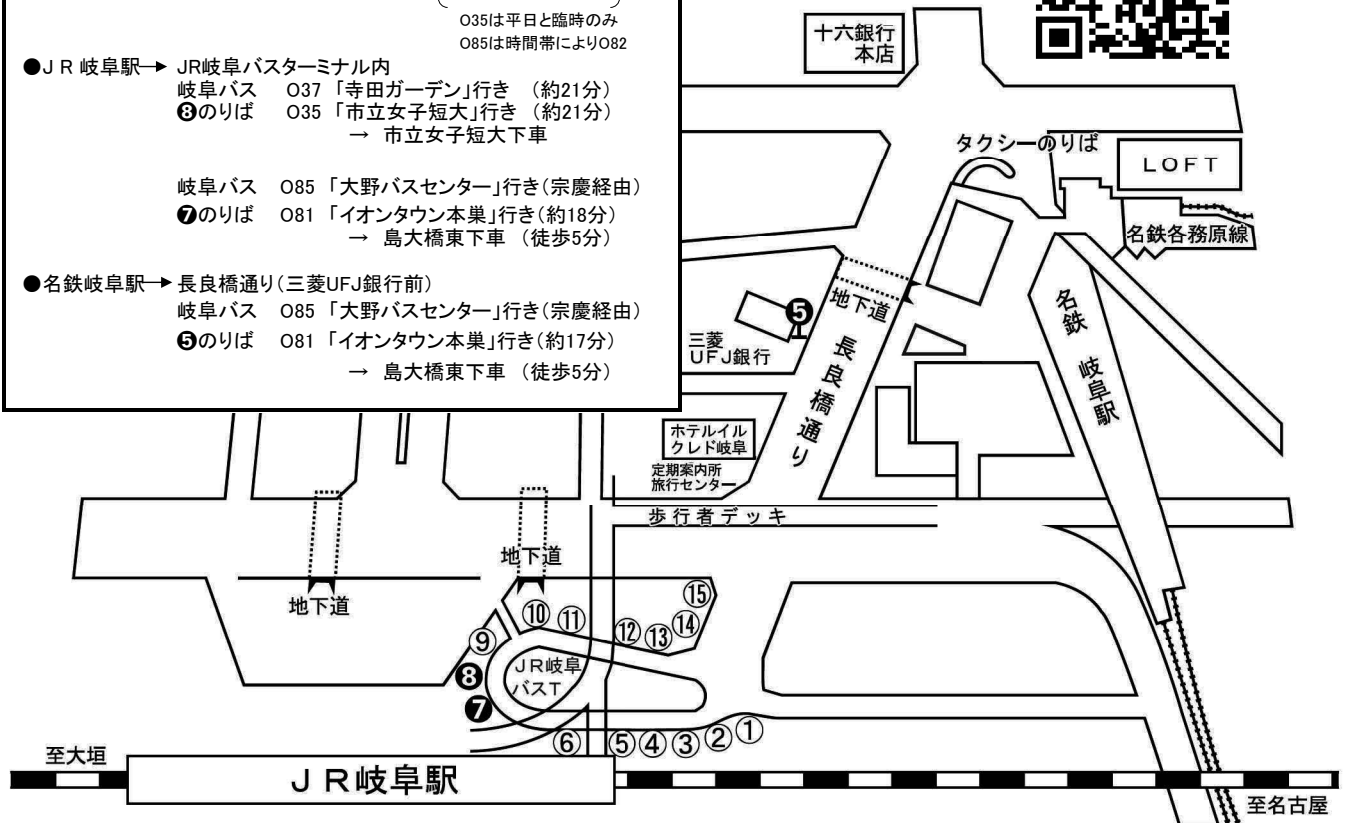 O35は平日と臨時のみ
O85は時間帯によりO82
●JR岐阜駅→ JR岐阜バスターミナル内
岐阜バス O37 「寺田ガーデン」行き (約21分)
❽のりば O35 「市立女子短大」行き (約21分)
→ 市立女子短大下車
岐阜バス O85 「大野バスセンター」行き(宗慶経由)
❼のりば O81 「イオンタウン本巣」行き(約18分)
→ 島大橋東下車 (徒歩5分)
●名鉄岐阜駅→ 長良橋通り(三菱UFJ銀行前)
岐阜バス O85 「大野バスセンター」行き(宗慶経由)
❺のりば O81 「イオンタウン本巣」行き(約17分)
→ 島大橋東下車 (徒歩5分)
十六銀行
本店
タクシーのりば
LOFT
名鉄各務原線
地下道
❺
三菱
UFJ銀行
長良橋通り
名鉄 岐阜駅
ホテルイル
クレド岐阜
定期案内所
旅行センター
歩行者デッキ
地下道
地下道
⑮
⑭
⑬
⑫
⑪
⑩
⑨
❽
❼
JR岐阜
バスT
⑥ ⑤ ④ ③ ② ①
至大垣
JR岐阜駅
至名古屋